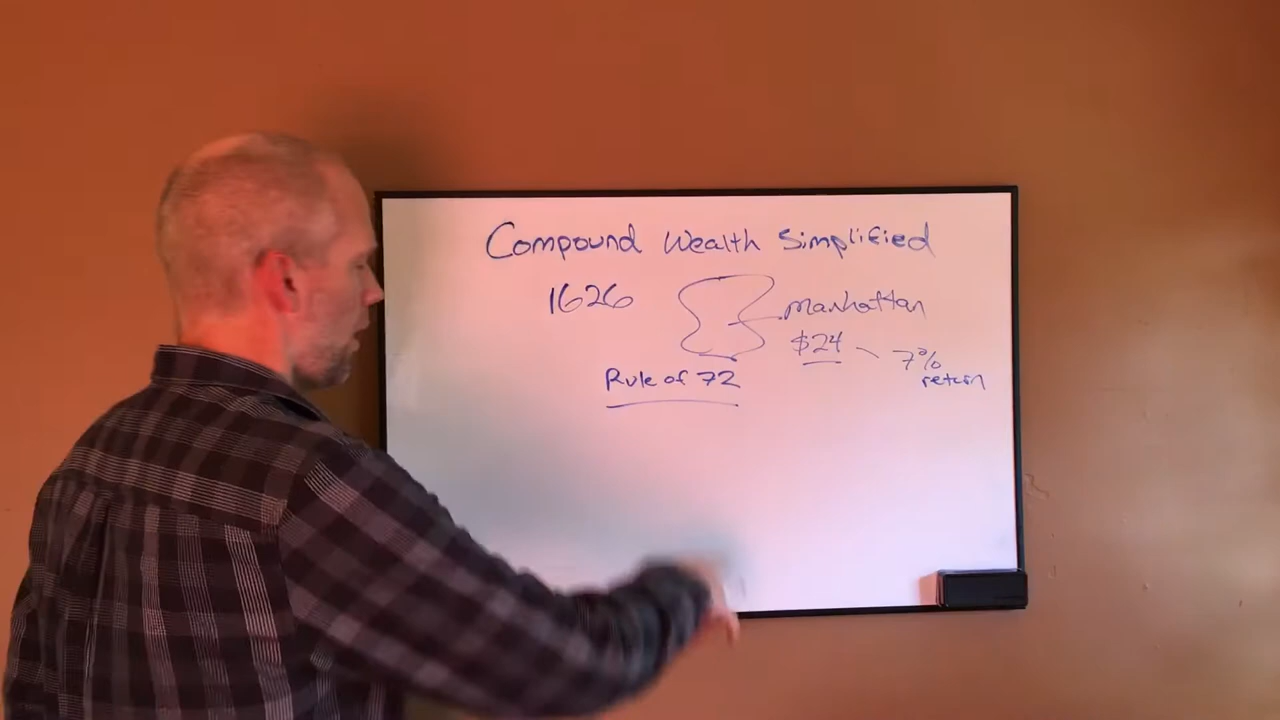 Compound Wealth Simplified
1626
Manhattan
$24
7%
return
Rule of 72